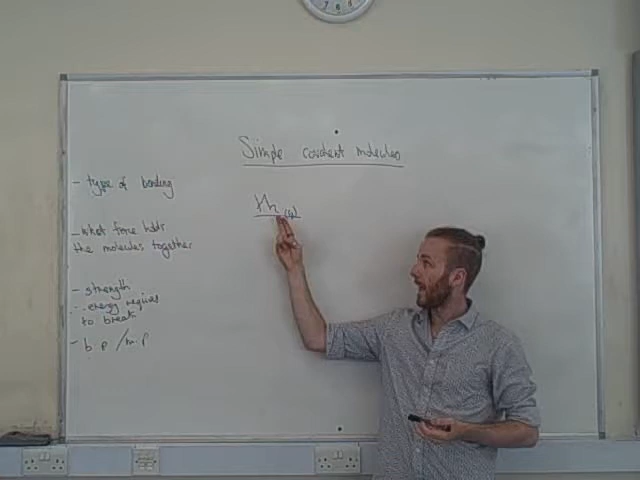 Simple covalent molecules
- type of bonding
- what force holds
the molecules together
- strength
∴ energy required
to break
- b.p/m.p